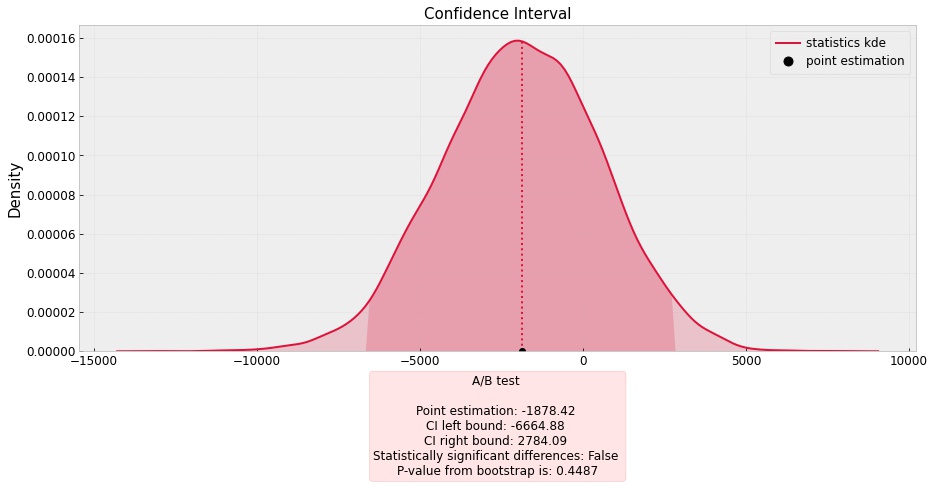 Confidence Interval
statistics kde
point estimation
Density
0.00016
0.00014
0.00012
0.00010
0.00008
0.00006
0.00004
0.00002
0.00000
−15000 −10000 −5000 0 5000 10000
A/B test
Point estimation: -1878.42
CI left bound: -6664.88
CI right bound: 2784.09
Statistically significant differences: False
P-value from bootstrap is: 0.4487